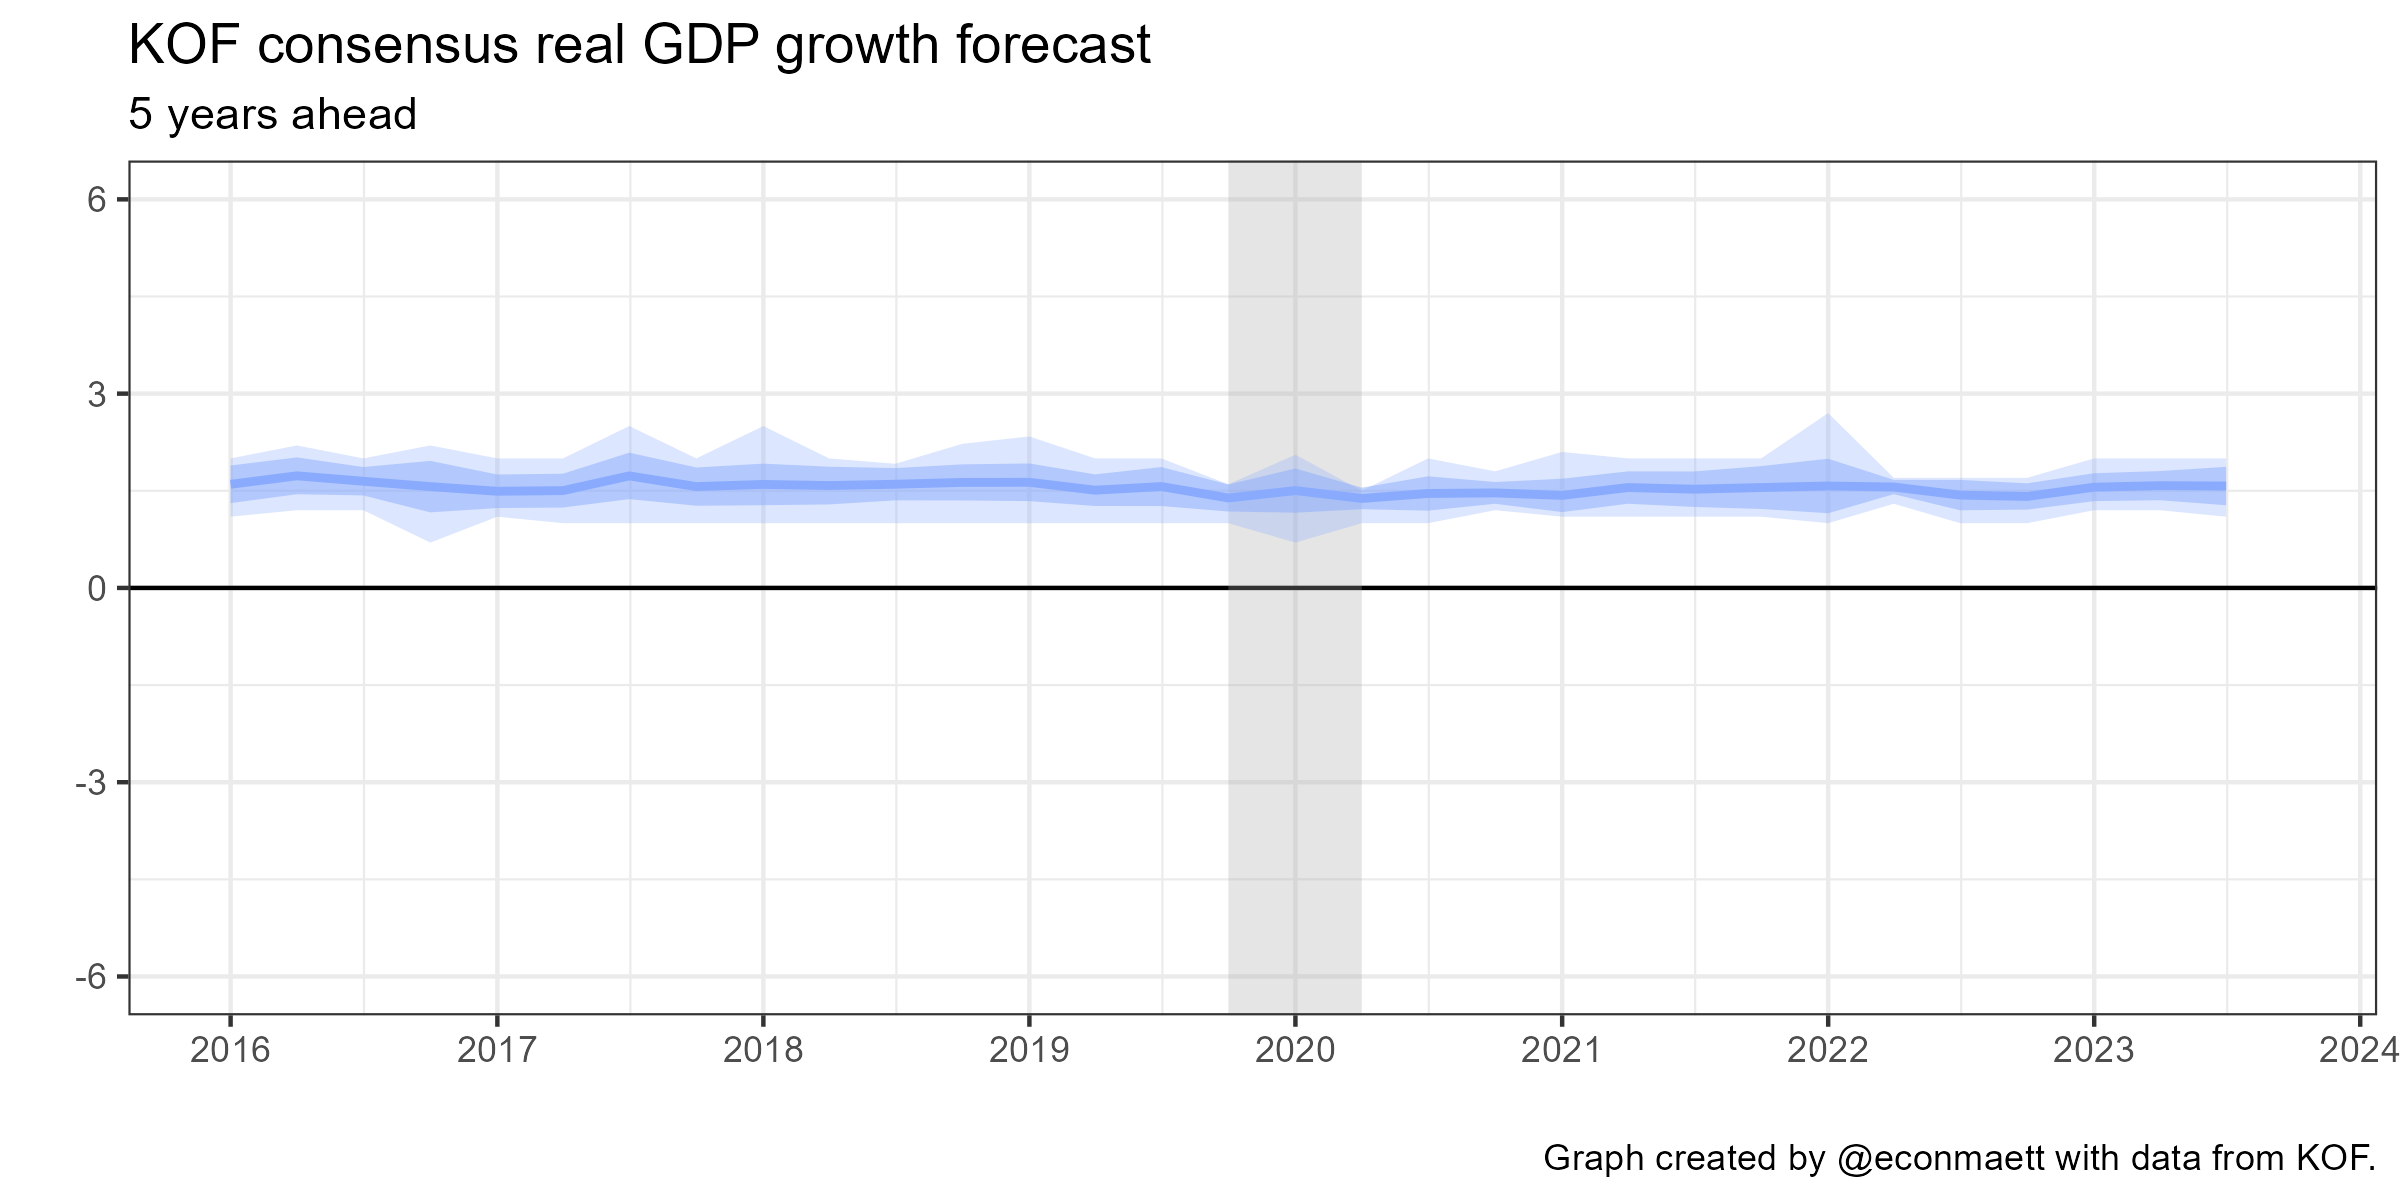 KOF consensus real GDP growth forecast
5 years ahead
6
3
0
-3
-6
2016 2017 2018 2019 2020 2021 2022 2023 2024
Graph created by @econmaett with data from KOF.